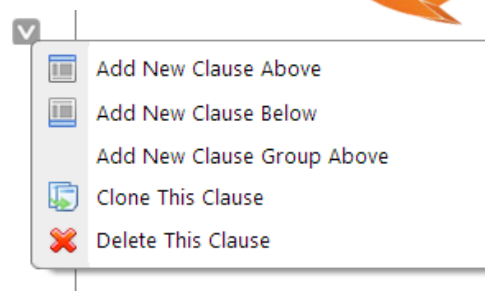 Add New Clause Above
Add New Clause Below
Add New Clause Group Above
Clone This Clause
Delete This Clause